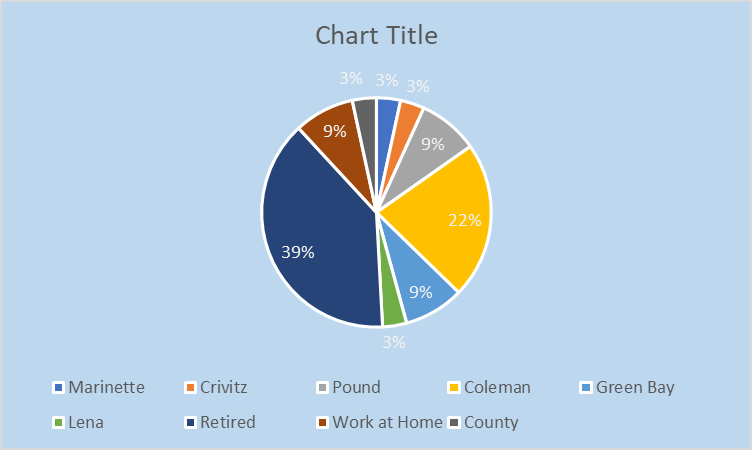 Chart Title
3% 3% 3%
9% 9%
22%
39%
9%
3%
Marinette Crivitz Pound Coleman Green Bay
Lena Retired Work at Home County